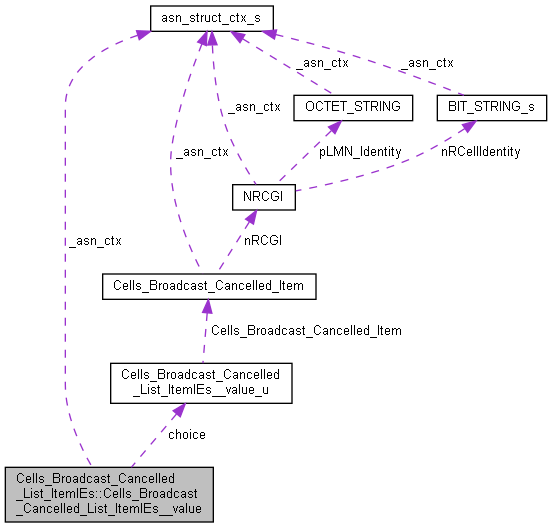 asn_struct_ctx_s
_asn_ctx
_asn_ctx
OCTET_STRING
BIT_STRING_s
_asn_ctx
_asn_ctx
pLMN_Identity
nRCellIdentity
NRCGI
_asn_ctx
nRCGI
Cells_Broadcast_Cancelled_Item
Cells_Broadcast_Cancelled_Item
Cells_Broadcast_Cancelled
_List_ItemIEs__value_u
choice
Cells_Broadcast_Cancelled
_List_ItemIEs::Cells_Broadcast
_Cancelled_List_ItemIEs__value